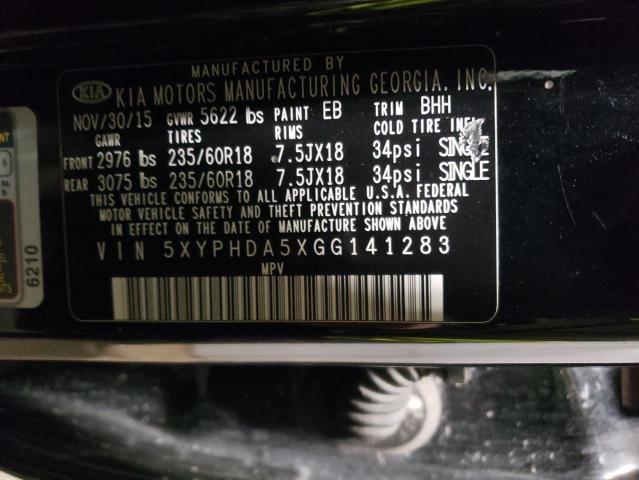 MANUFACTURED BY
KIA KIA MOTORS MANUFACTURING GEORGIA, INC.
NOV/30/15 GVWR 5622 lbs PAINT EB TRIM BHH
GAWR TIRES RIMS COLD TIRE
FRONT 2976 lbs 235/60R18 7.5JX18 34psi
REAR 3075 lbs 235/60R18 7.5JX18 34psi SINGLE
THIS VEHICLE CONFORMS TO ALL APPLICABLE U.S.A. FEDERAL
MOTOR VEHICLE SAFETY AND THEFT PREVENTION STANDARDS
IN EFFECT ON THE DATE OF MANUFACTURE SHOWN ABOVE
VIN 5XYPHDA5XGG141283
MPV
6210